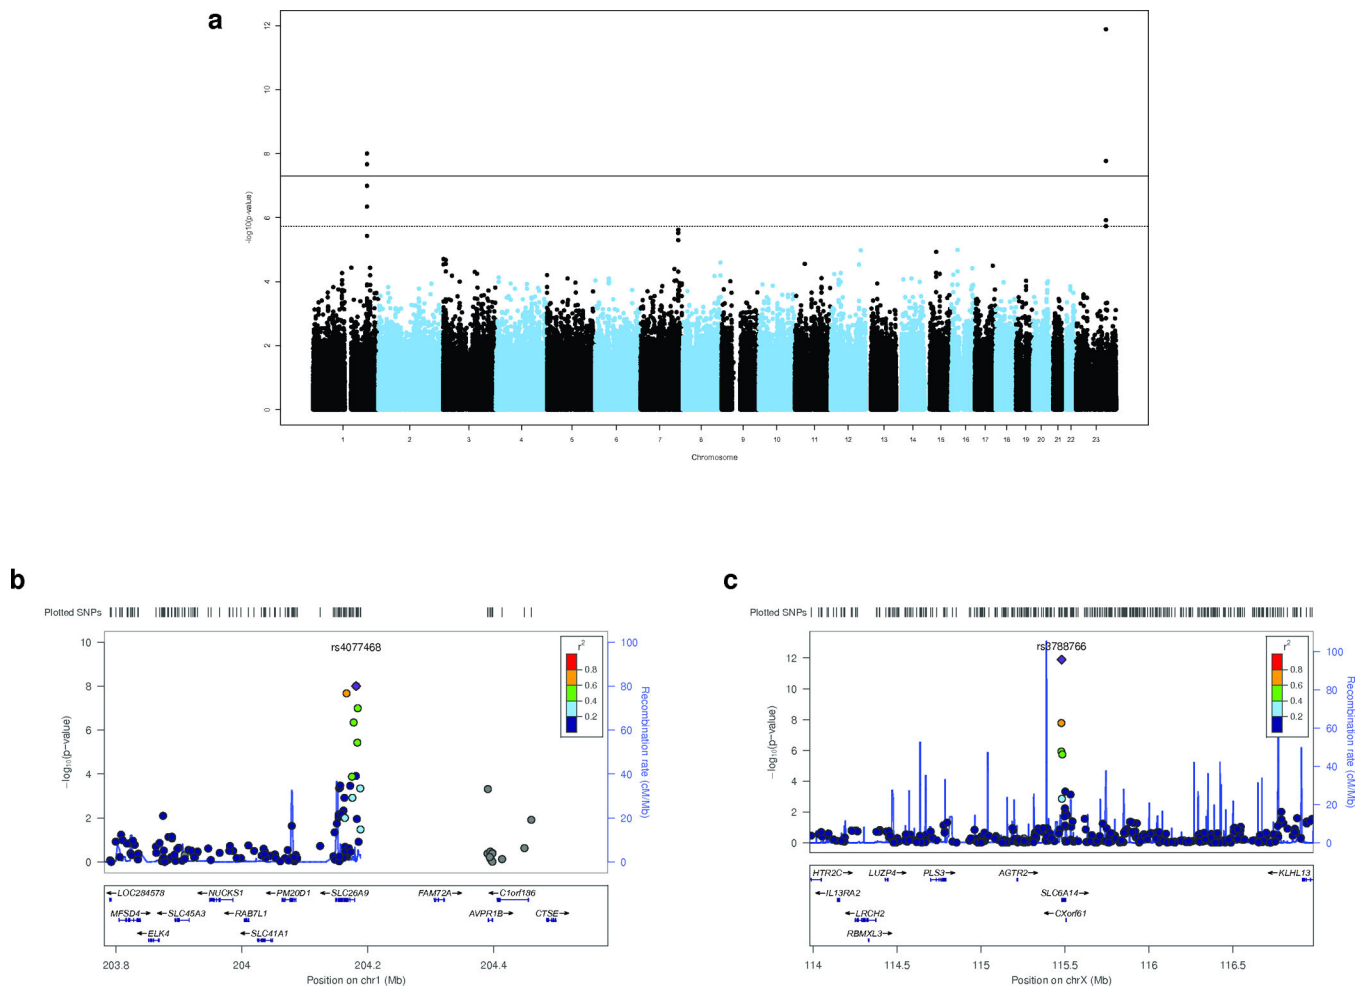 a
12
10
8
6
4
2
0
-log10(p-value)
1 2 3 4 5 6 7 8 9 10 11 12 13 14 15 16 17 18 19 20 21 22 23
Chromosome
b
Plotted SNPs
rs4077468
10
8
6
4
2
0
−log10(p−value)
100
80
60
40
20
0
Recombination rate (cM/Mb)
r2
0.8
0.6
0.4
0.2
←LOC284578 ←NUCKS1 ←PM20D1 ←SLC26A9 FAM72A→ ←C1orf186
MFSD4→ ←SLC45A3 ←RAB7L1 AVPR1B→ CTSE→
←ELK4 ←SLC41A1
203.8 204 204.2 204.4
Position on chr1 (Mb)
c
Plotted SNPs
rs3788766
12
10
8
6
4
2
0
−log10(p−value)
100
80
60
40
20
0
Recombination rate (cM/Mb)
r2
0.8
0.6
0.4
0.2
HTR2C→ LUZP4→ PLS3→ AGTR2→ ←KLHL13
←IL13RA2 SLC6A14→
←LRCH2 ←CXorf61
RBMXL3→
114 114.5 115 115.5 116 116.5
Position on chrX (Mb)